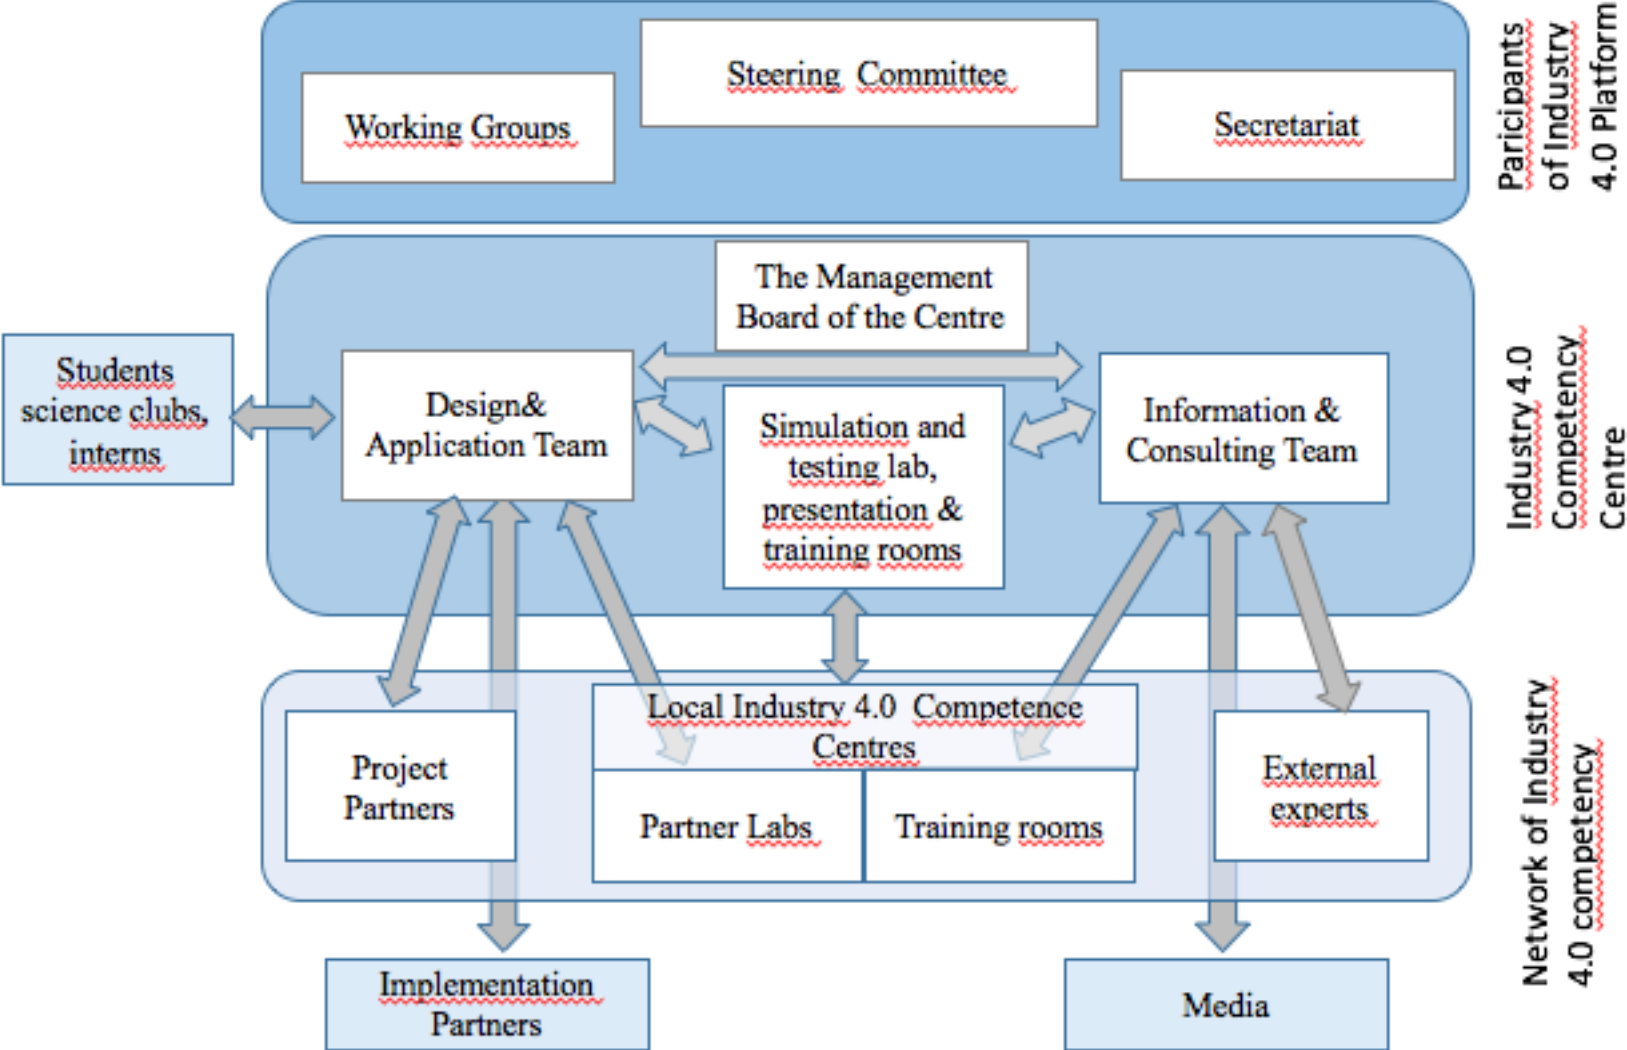 Steering Committee
Working Groups
Secretariat
Paricipants
of Industry
4.0 Platform
The Management
Board of the Centre
Students
science clubs,
interns
Design&
Application Team
Simulation and
testing lab,
presentation &
training rooms
Information &
Consulting Team
Industry 4.0
Competency
Centre
Local Industry 4.0 Competence
Centres
Project
Partners
Partner Labs
Training rooms
External
experts
Network of Industry
4.0 competency
Implementation
Partners
Media